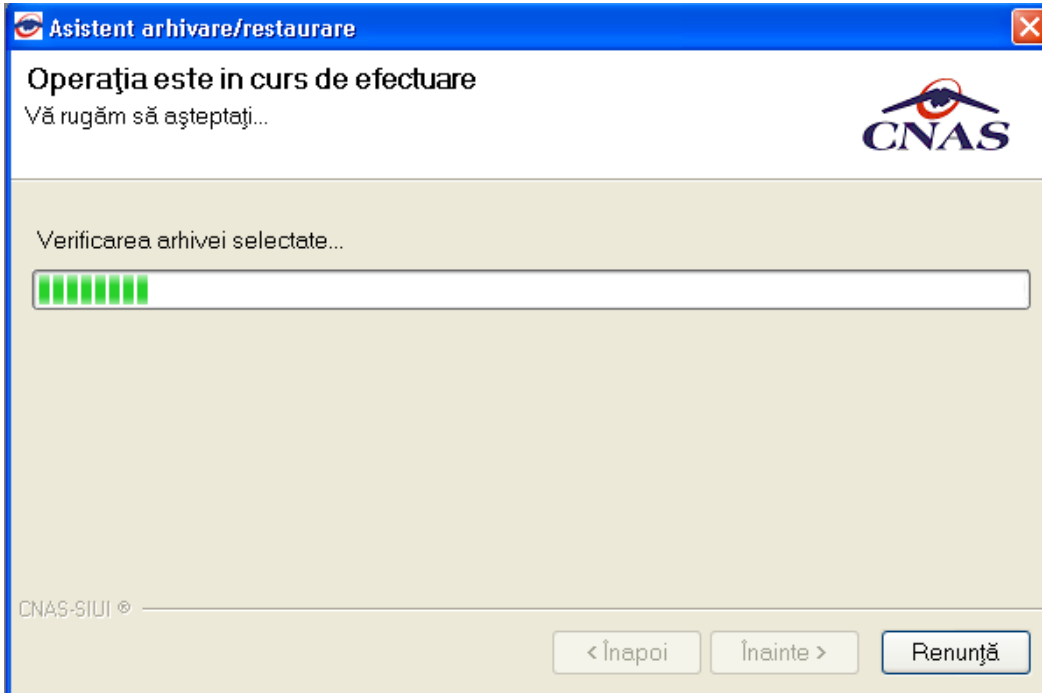 Asistent arhivare/restaurare
Operaţia este in curs de efectuare
Vă rugăm să aşteptaţi...
CNAS
Verificarea arhivei selectate...
CNAS-SIUI ®
< Înapoi
Înainte >
Renunţă